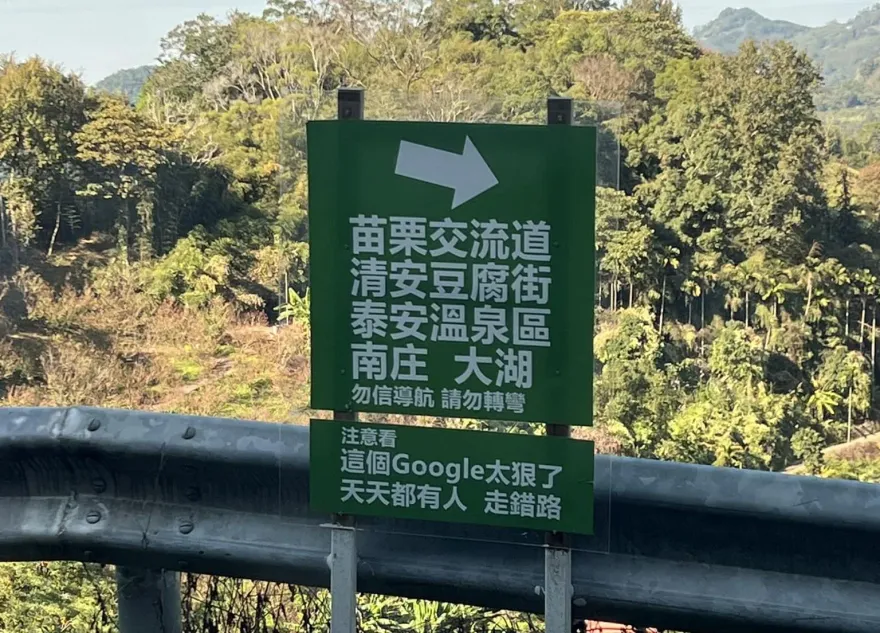 苗栗交流道
清安豆腐街
泰安溫泉區
南庄 大湖
勿信導航 請勿轉彎
注意看
這個Google太狠了
天天都有人 走錯路